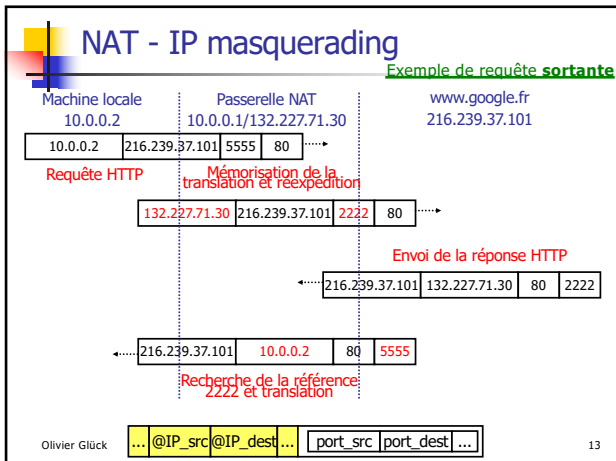 NAT - IP masquerading
Exemple de requête sortante
Machine locale Passerelle NAT www.google.fr
10.0.0.2 10.0.0.1/132.227.71.30 216.239.37.101
10.0.0.2 216.239.37.101 5555 80
Requête HTTP
Mémorisation de la
translation et réexpédition
132.227.71.30 216.239.37.101 2222 80
Envoi de la réponse HTTP
216.239.37.101 132.227.71.30 80 2222
216.239.37.101 10.0.0.2 80 5555
Recherche de la référence
2222 et translation
Olivier Glück ... @IP_src @IP_dest ... port_src port_dest ... 13